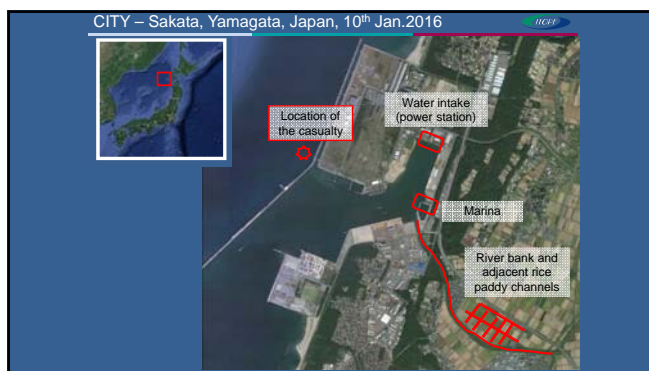 CITY – Sakata, Yamagata, Japan, 10th Jan.2016
Location of
the casualty
Water intake
(power station)
Marina
River bank and
adjacent rice
paddy channels